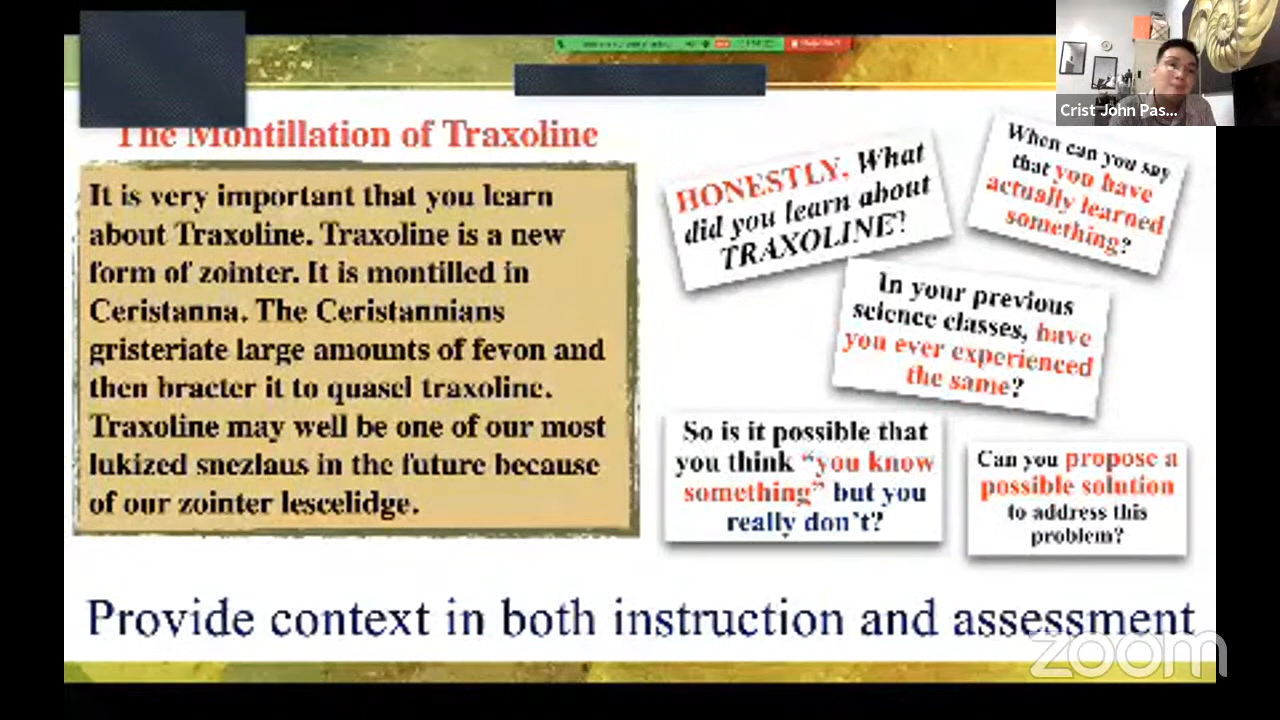 Crist John Pas...
The Montillation of Traxoline
It is very important that you learn
about Traxoline. Traxoline is a new
form of zointer. It is montilled in
Ceristanna. The Ceristannians
gristeriate large amounts of fevon and
then bracter it to quasel traxoline.
Traxoline may well be one of our most
lukized snezlaus in the future because
of our zointer lescelidge.
HONESTLY, What
did you learn about
TRAXOLINE?
When can you say
that you have
actually learned
something?
In your previous
science classes, have
you ever experienced
the same?
So is it possible that
you think “you know
something” but you
really don’t?
Can you propose a
possible solution
to address this
problem?
Provide context in both instruction and assessment
zoom